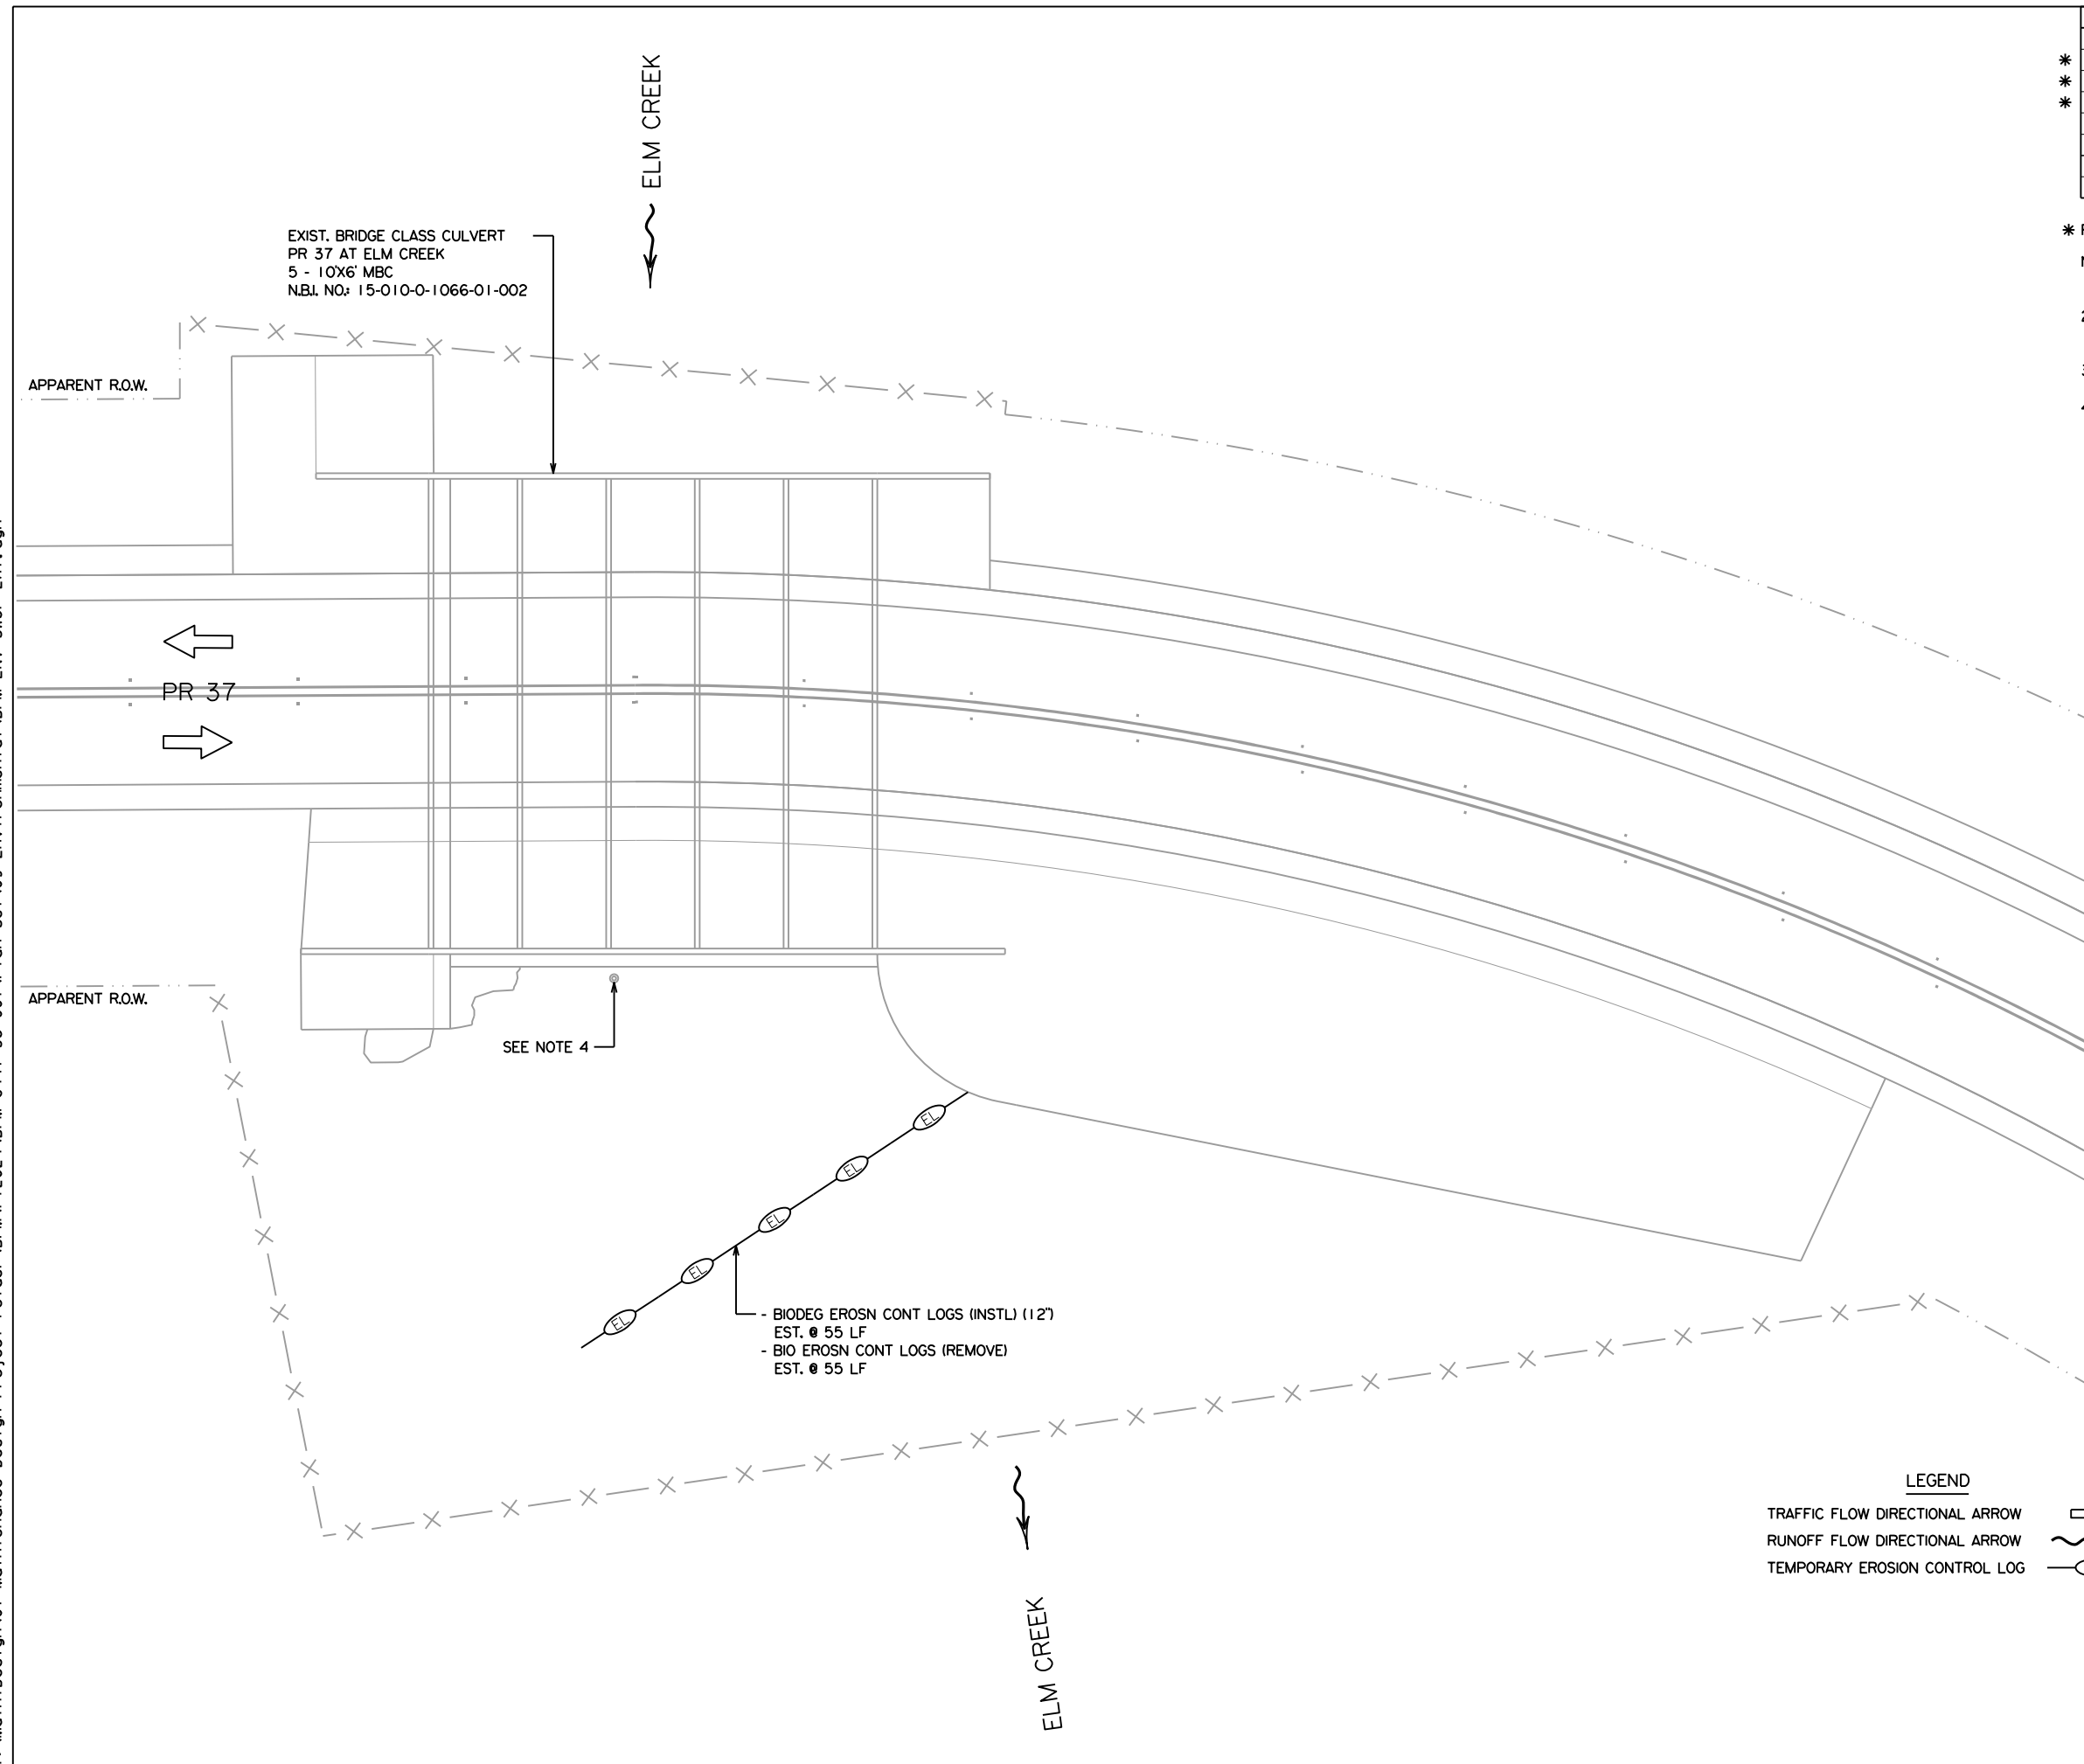 ELM CREEK
EXIST. BRIDGE CLASS CULVERT
PR 37 AT ELM CREEK
5 - 10'X6' MBC
N.B.I. NO.: 15-010-0-1066-01-002
APPARENT R.O.W.
PR 37
APPARENT R.O.W.
SEE NOTE 4
EL
EL
EL
EL
EL
- BIODEG EROSN CONT LOGS (INSTL) (12")
EST. @ 55 LF
- BIO EROSN CONT LOGS (REMOVE)
EST. @ 55 LF
ELM CREEK
LEGEND
TRAFFIC FLOW DIRECTIONAL ARROW
RUNOFF FLOW DIRECTIONAL ARROW
TEMPORARY EROSION CONTROL LOG